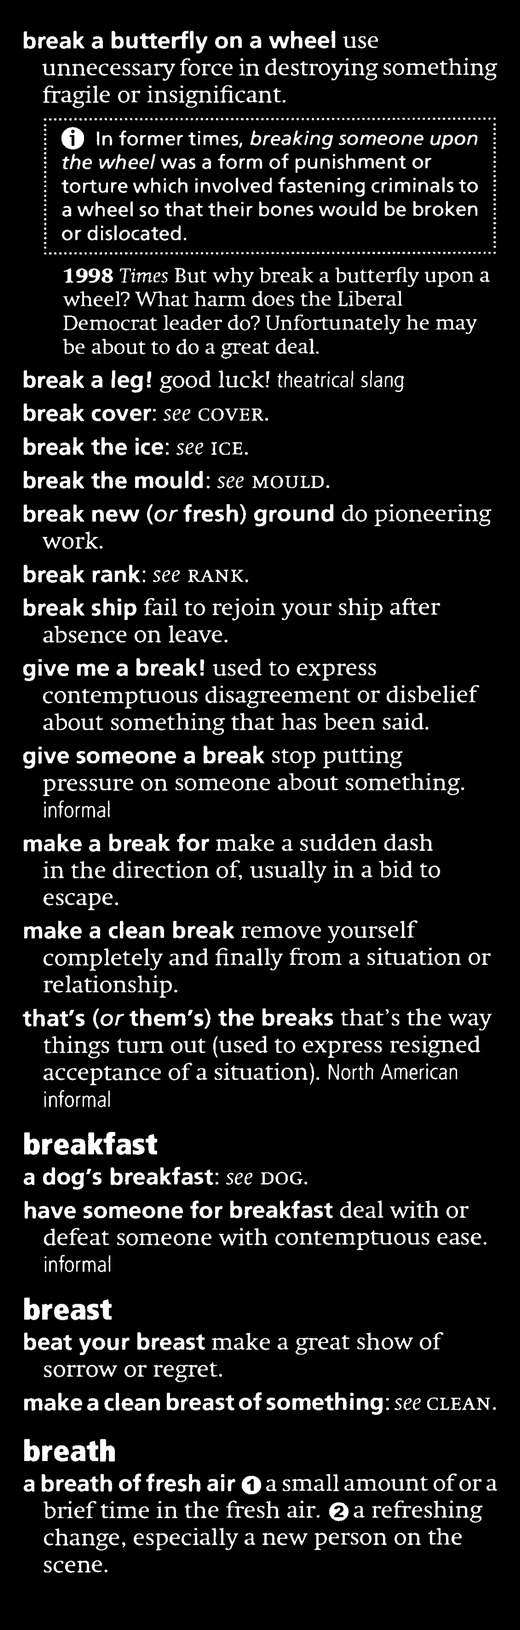 break a butterfly on a wheel use
unnecessary force in destroying something
fragile or insignificant.
i In former times, breaking someone upon
the wheel was a form of punishment or
torture which involved fastening criminals to
a wheel so that their bones would be broken
or dislocated.
1998 Times But why break a butterfly upon a
wheel? What harm does the Liberal
Democrat leader do? Unfortunately he may
be about to do a great deal.
break a leg! good luck! theatrical slang
break cover: see COVER.
break the ice: see ICE.
break the mould: see MOULD.
break new (or fresh) ground do pioneering
work.
break rank: see RANK.
break ship fail to rejoin your ship after
absence on leave.
give me a break! used to express
contemptuous disagreement or disbelief
about something that has been said.
give someone a break stop putting
pressure on someone about something.
informal
make a break for make a sudden dash
in the direction of, usually in a bid to
escape.
make a clean break remove yourself
completely and finally from a situation or
relationship.
that's (or them's) the breaks that's the way
things turn out (used to express resigned
acceptance of a situation). North American
informal
breakfast
a dog's breakfast: see DOG.
have someone for breakfast deal with or
defeat someone with contemptuous ease.
informal
breast
beat your breast make a great show of
sorrow or regret.
make a clean breast of something: see CLEAN.
breath
a breath of fresh air ❶ a small amount of or a
brief time in the fresh air. ❷ a refreshing
change, especially a new person on the
scene.